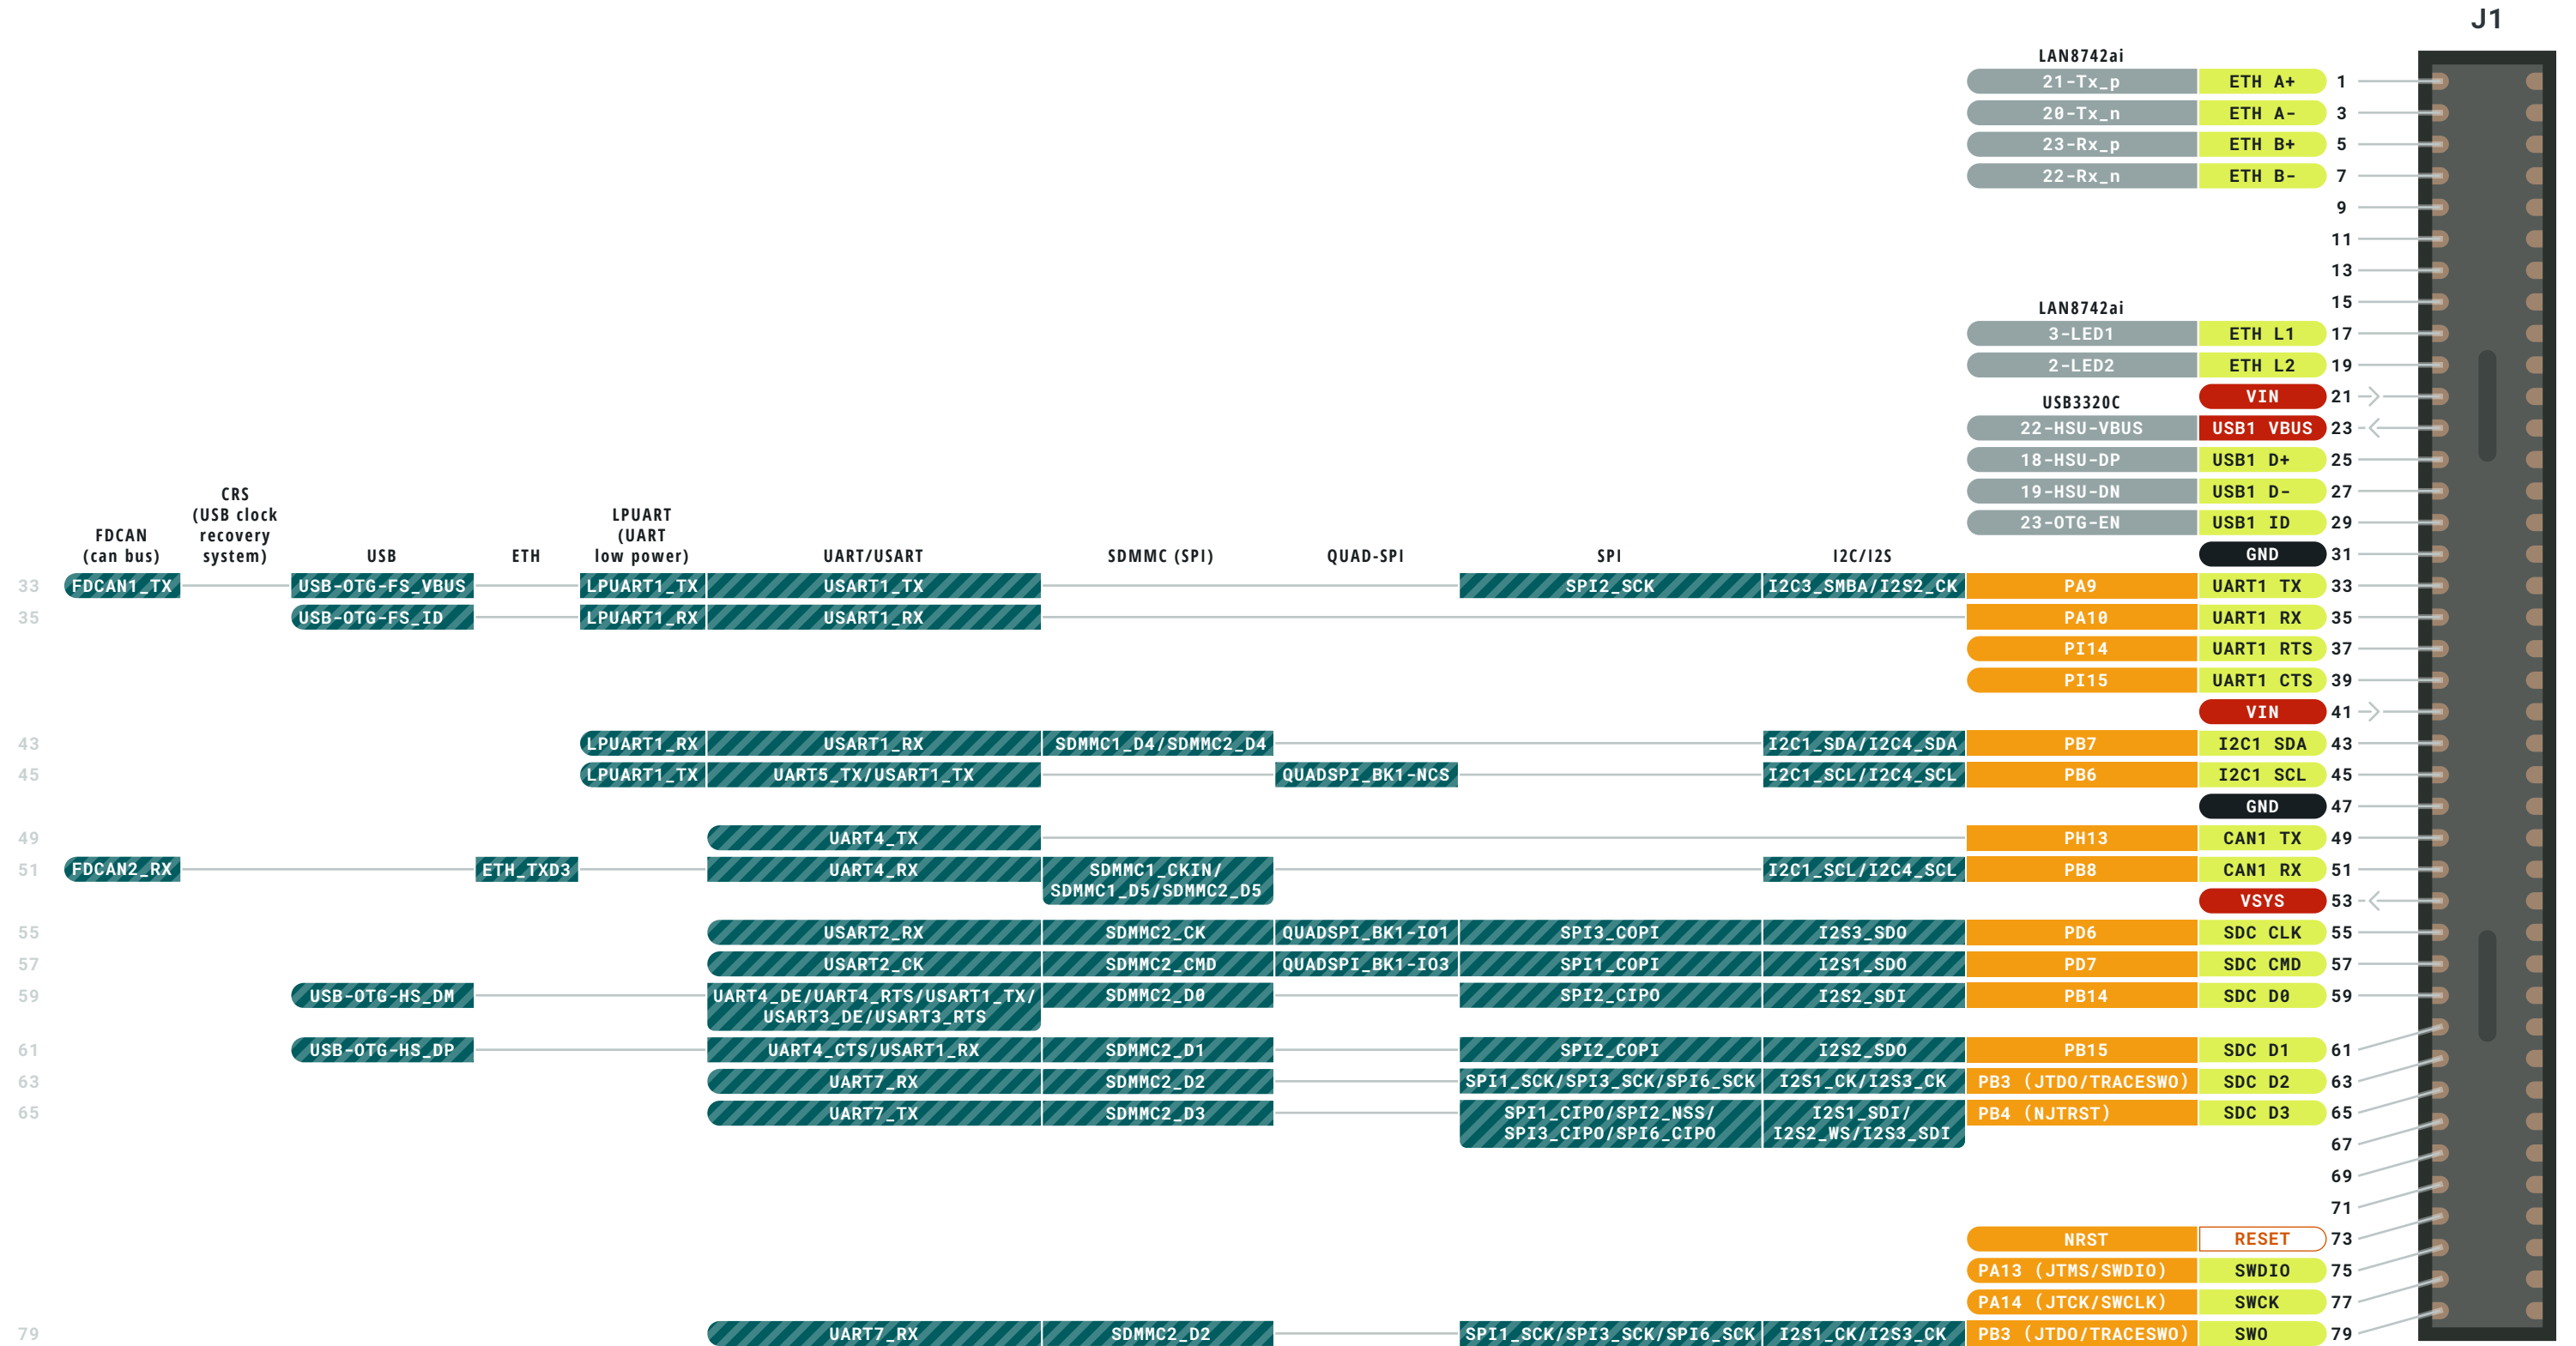 J1
LAN8742ai
21-Tx_p ETH A+ 1
20-Tx_n ETH A- 3
23-Rx_p ETH B+ 5
22-Rx_n ETH B- 7
9
11
13
15
LAN8742ai
3-LED1 ETH L1 17
2-LED2 ETH L2 19
VIN 21
USB3320C
22-HSU-VBUS USB1 VBUS 23
18-HSU-DP USB1 D+ 25
19-HSU-DN USB1 D- 27
23-OTG-EN USB1 ID 29
GND 31
FDCAN
(can bus)
CRS
(USB clock
recovery
system)
USB
ETH
LPUART
(UART
low power)
UART/USART
SDMMC (SPI)
QUAD-SPI
SPI
I2C/I2S
33 FDCAN1_TX USB-OTG-FS_VBUS LPUART1_TX USART1_TX SPI2_SCK I2C3_SMBA/I2S2_CK PA9 UART1 TX 33
35 USB-OTG-FS_ID LPUART1_RX USART1_RX PA10 UART1 RX 35
PI14 UART1 RTS 37
PI15 UART1 CTS 39
VIN 41
43 LPUART1_RX USART1_RX SDMMC1_D4/SDMMC2_D4 I2C1_SDA/I2C4_SDA PB7 I2C1 SDA 43
45 LPUART1_TX UART5_TX/USART1_TX QUADSPI_BK1-NCS I2C1_SCL/I2C4_SCL PB6 I2C1 SCL 45
GND 47
49 UART4_TX PH13 CAN1 TX 49
51 FDCAN2_RX ETH_TXD3 UART4_RX SDMMC1_CKIN/ I2C1_SCL/I2C4_SCL PB8 CAN1 RX 51
SDMMC1_D5/SDMMC2_D5
VSYS 53
55 USART2_RX SDMMC2_CK QUADSPI_BK1-IO1 SPI3_COPI I2S3_SDO PD6 SDC CLK 55
57 USART2_CK SDMMC2_CMD QUADSPI_BK1-IO3 SPI1_COPI I2S1_SDO PD7 SDC CMD 57
59 USB-OTG-HS_DM UART4_DE/UART4_RTS/USART1_TX/ SDMMC2_D0 SPI2_CIPO I2S2_SDI PB14 SDC D0 59
USART3_DE/USART3_RTS
61 USB-OTG-HS_DP UART4_CTS/USART1_RX SDMMC2_D1 SPI2_COPI I2S2_SDO PB15 SDC D1 61
63 UART7_RX SDMMC2_D2 SPI1_SCK/SPI3_SCK/SPI6_SCK I2S1_CK/I2S3_CK PB3 (JTDO/TRACESWO) SDC D2 63
65 UART7_TX SDMMC2_D3 SPI1_CIPO/SPI2_NSS/ I2S1_SDI/ PB4 (NJTRST) SDC D3 65
SPI3_CIPO/SPI6_CIPO I2S2_WS/I2S3_SDI
67
69
71
NRST RESET 73
PA13 (JTMS/SWDIO) SWDIO 75
PA14 (JTCK/SWCLK) SWCK 77
79 UART7_RX SDMMC2_D2 SPI1_SCK/SPI3_SCK/SPI6_SCK I2S1_CK/I2S3_CK PB3 (JTDO/TRACESWO) SWO 79